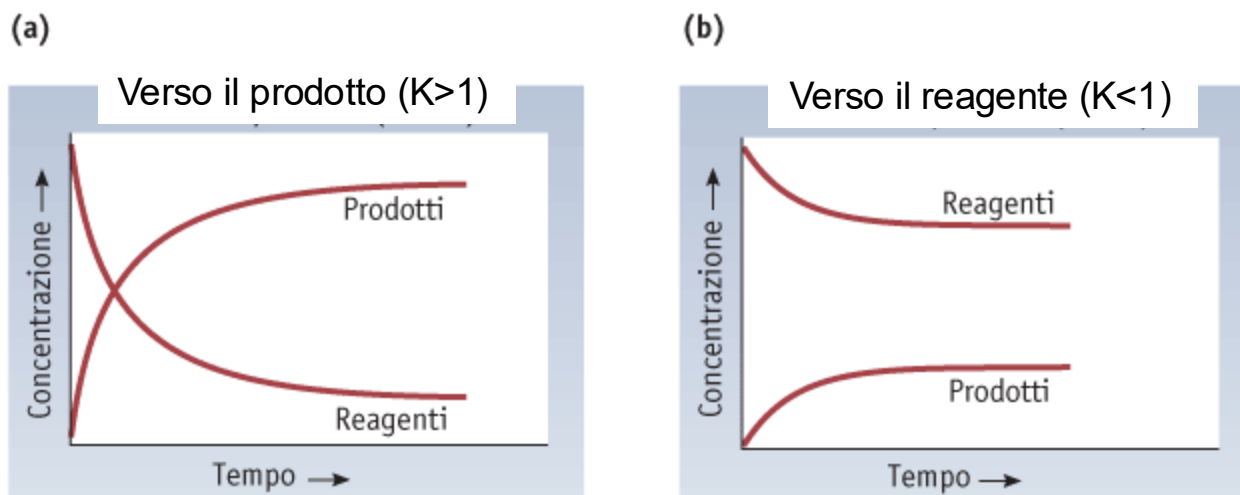 (a)
Verso il prodotto (K>1)
Concentrazione →
Prodotti
Reagenti
Tempo →
(b)
Verso il reagente (K<1)
Concentrazione →
Reagenti
Prodotti
Tempo →